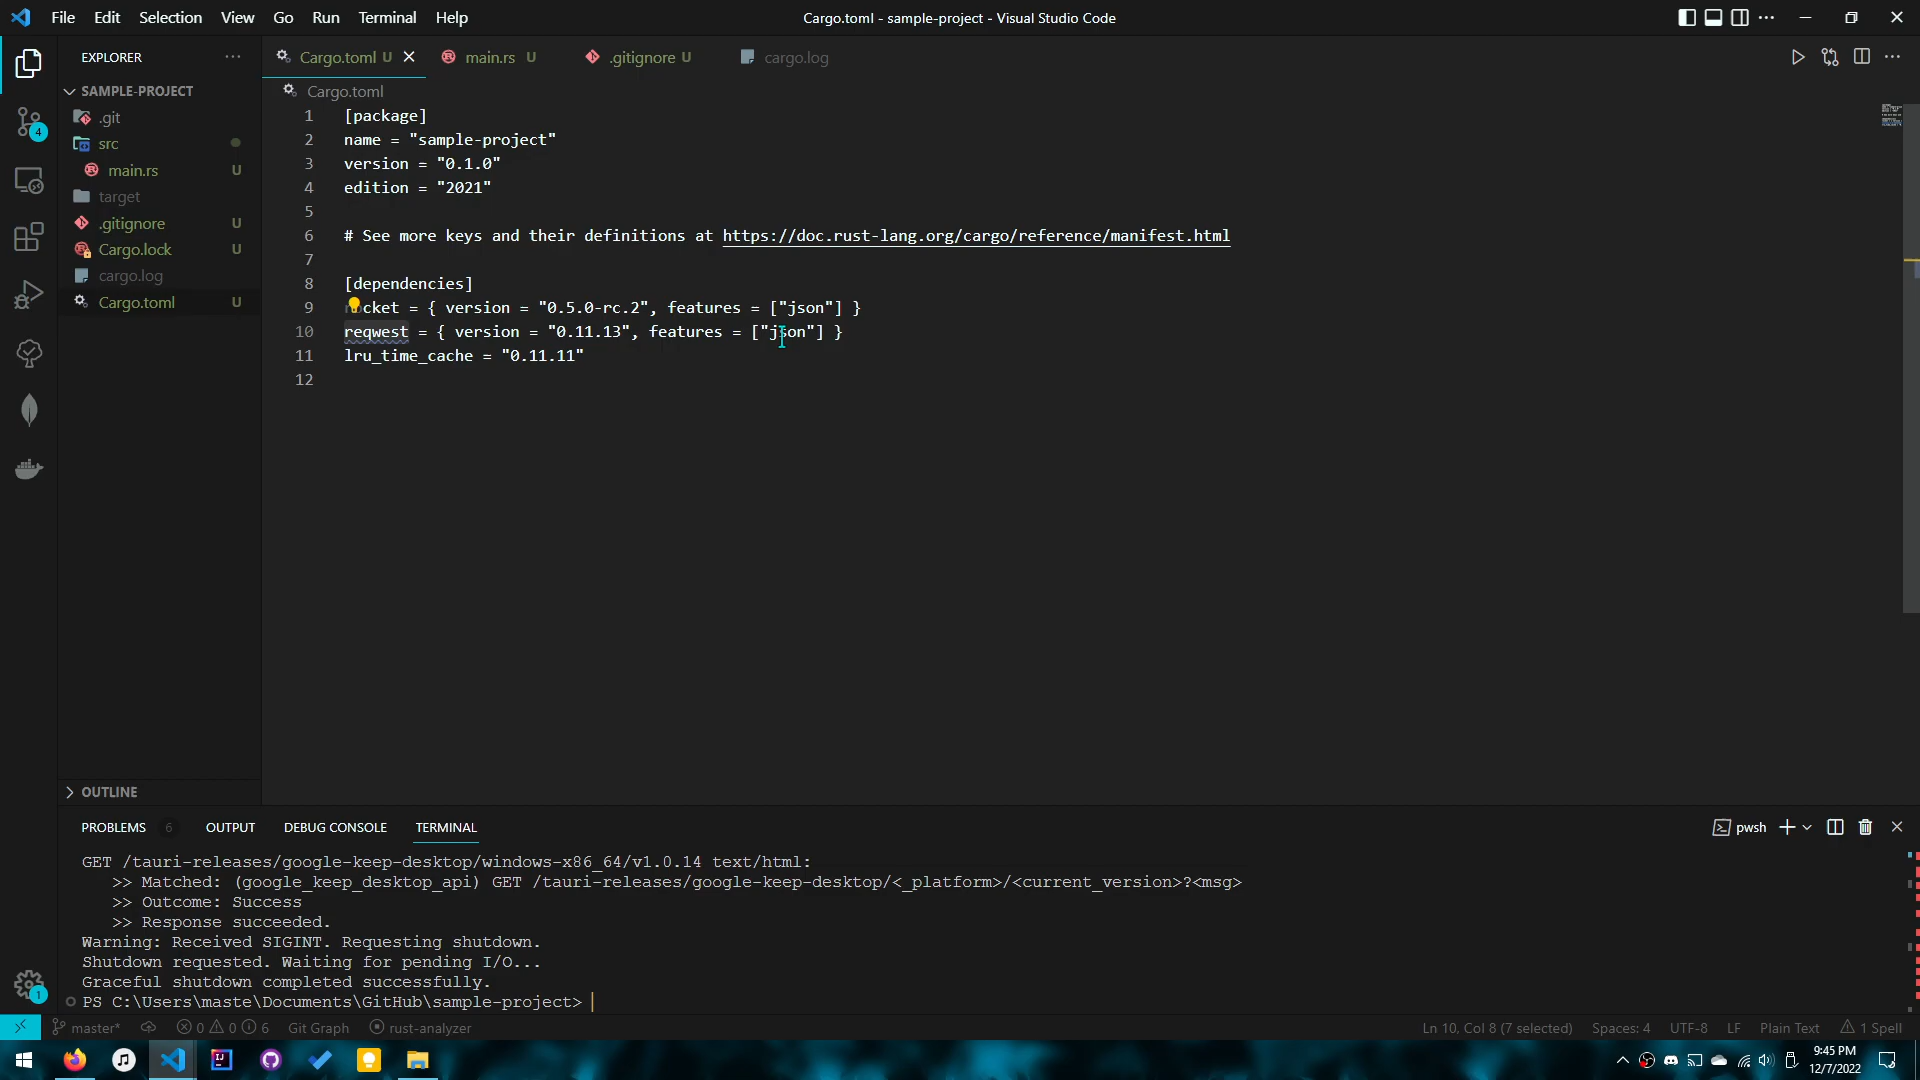 File Edit Selection View Go Run Terminal Help
Cargo.toml - sample-project - Visual Studio Code
EXPLORER
SAMPLE-PROJECT
.git
src
main.rs U
target
.gitignore U
Cargo.lock U
cargo.log
Cargo.toml U
OUTLINE
4
1
Cargo.toml U main.rs U .gitignore U cargo.log
Cargo.toml
1 [package]
2 name = "sample-project"
3 version = "0.1.0"
4 edition = "2021"
5
6 # See more keys and their definitions at https://doc.rust-lang.org/cargo/reference/manifest.html
7
8 [dependencies]
9 rocket = { version = "0.5.0-rc.2", features = ["json"] }
10 reqwest = { version = "0.11.13", features = ["json"] }
11 lru_time_cache = "0.11.11"
12
PROBLEMS 6 OUTPUT DEBUG CONSOLE TERMINAL
pwsh
GET /tauri-releases/google-keep-desktop/windows-x86_64/v1.0.14 text/html:
>> Matched: (google_keep_desktop_api) GET /tauri-releases/google-keep-desktop/<_platform>/<current_version>?<msg>
>> Outcome: Success
>> Response succeeded.
Warning: Received SIGINT. Requesting shutdown.
Shutdown requested. Waiting for pending I/O...
Graceful shutdown completed successfully.
PS C:\Users\maste\Documents\GitHub\sample-project>
master* 0 0 6 Git Graph rust-analyzer
Ln 10, Col 8 (7 selected) Spaces: 4 UTF-8 LF Plain Text 1 Spell
9:45 PM
12/7/2022